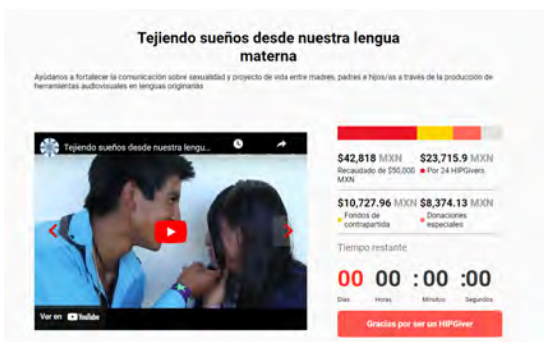 Tejiendo sueños desde nuestra lengua
materna
Ayúdanos a fortalecer la comunicación sobre sexualidad y proyecto de vida entre madres, padres e hijos/as a través de la producción de
herramientas audiovisuales en lenguas originarias
Tejiendo sueños desde nuestra lengu...
Ver en YouTube
$42,818 MXN $23,715.9 MXN
Recaudado de $50,000 Por 24 HIPGivers
MXN
$10,727.96 MXN $8,374.13 MXN
Fondos de Donaciones
contrapartida especiales
Tiempo restante
00 00 : 00 :00
Días Horas Minutos Segundos
Gracias por ser un HIPGiver